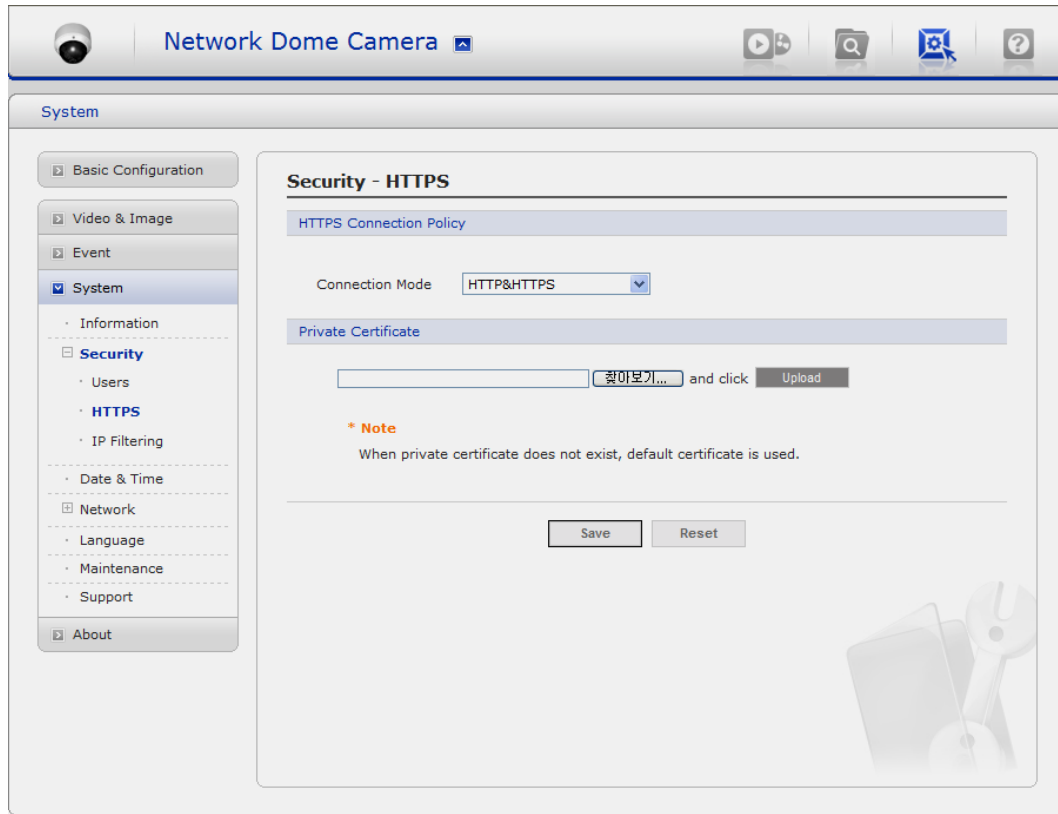 Network Dome Camera
System
Basic Configuration
Video & Image
Event
System
Information
Security
Users
HTTPS
IP Filtering
Date & Time
Network
Language
Maintenance
Support
About
Security - HTTPS
HTTPS Connection Policy
Connection Mode HTTP&HTTPS
Private Certificate
찾아보기... and click Upload
* Note
When private certificate does not exist, default certificate is used.
Save Reset